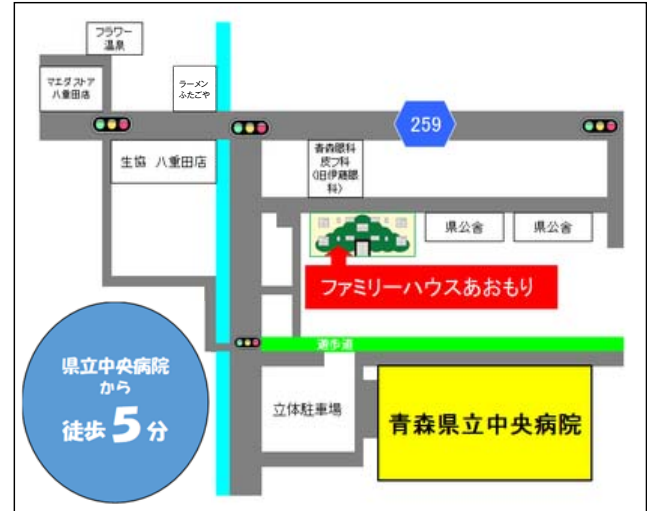 フラワー
温泉
マエダストア
八重田店
ラーメン
ふたごや
259
生協 八重田店
青森眼科
皮フ科
(旧伊藤眼
科)
県公舎
県公舎
ファミリーハウスあおもり
遊歩道
県立中央病院
から
徒歩5分
立体駐車場
青森県立中央病院